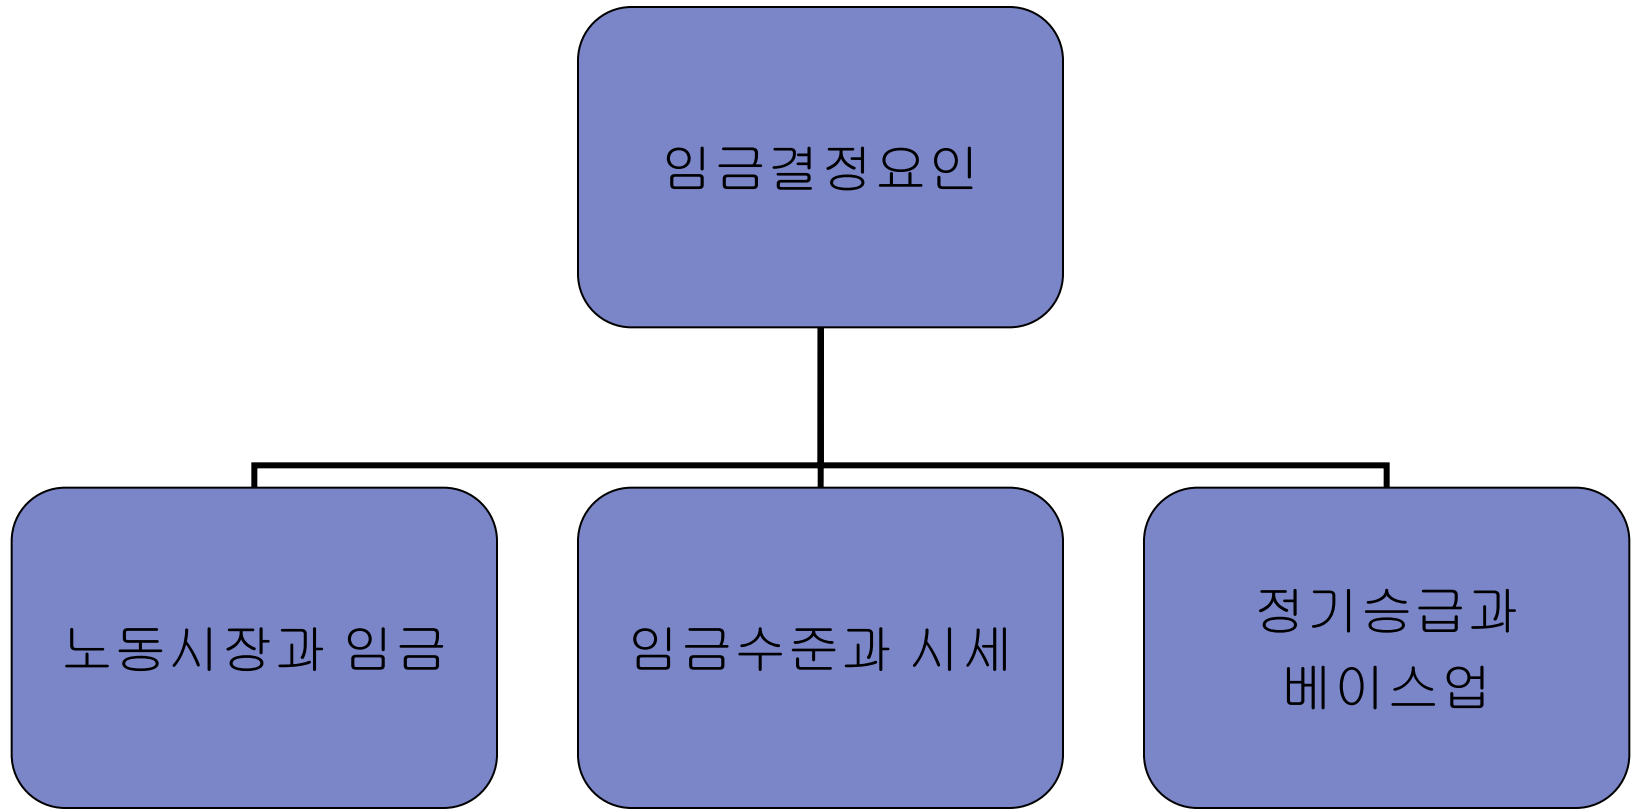 임금결정요인
노동시장과 임금
임금수준과 시세
정기승급과
베이스업